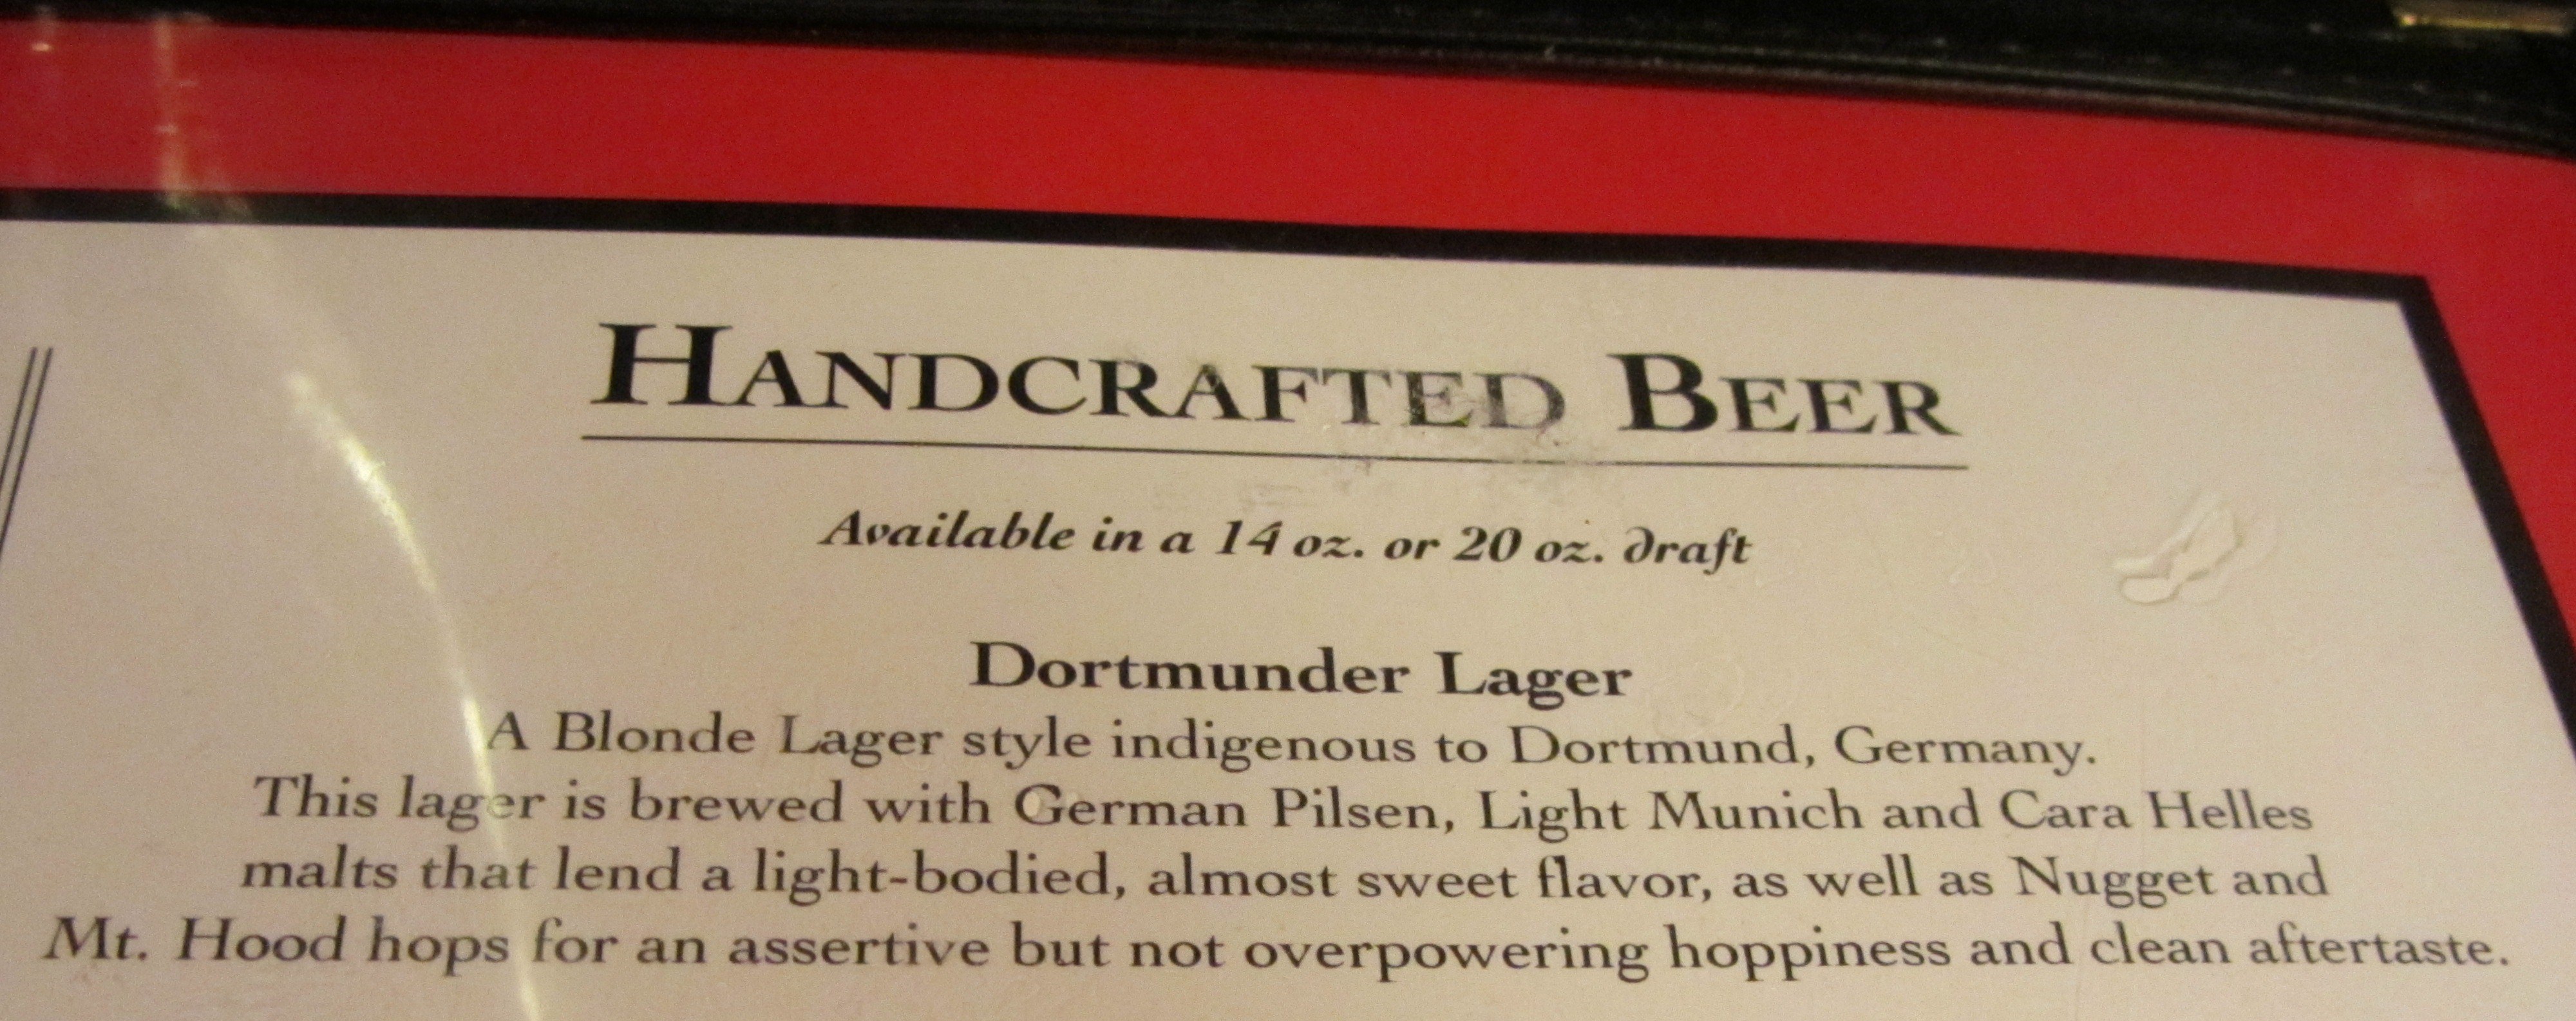 HANDCRAFTED BEER
Available in a 14 oz. or 20 oz. draft
Dortmunder Lager
A Blonde Lager style indigenous to Dortmund, Germany.
This lager is brewed with German Pilsen, Light Munich and Cara Helles
malts that lend a light-bodied, almost sweet flavor, as well as Nugget and
Mt. Hood hops for an assertive but not overpowering hoppiness and clean aftertaste.